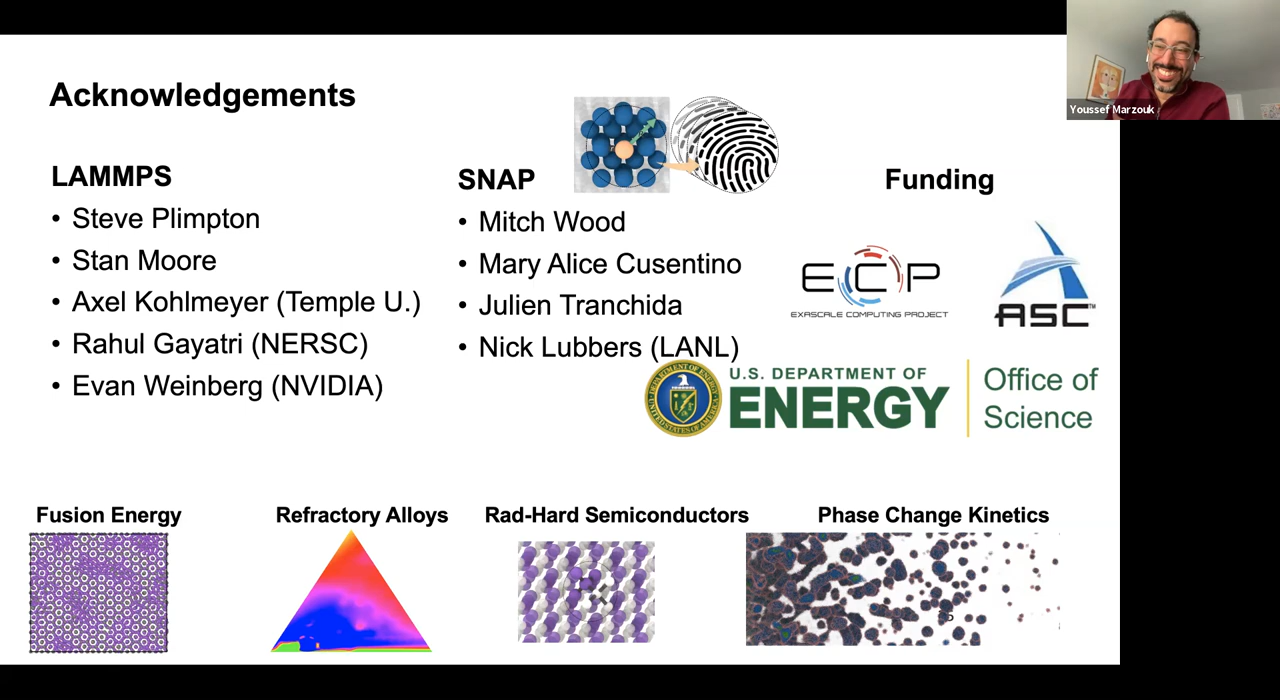 Acknowledgements
Youssef Marzouk
LAMMPS
• Steve Plimpton
• Stan Moore
• Axel Kohlmeyer (Temple U.)
• Rahul Gayatri (NERSC)
• Evan Weinberg (NVIDIA)
SNAP
• Mitch Wood
• Mary Alice Cusentino
• Julien Tranchida
• Nick Lubbers (LANL)
Funding
ECP
EXASCALE COMPUTING PROJECT
ASC™
U.S. DEPARTMENT OF
ENERGY
Office of
Science
Fusion Energy
Refractory Alloys
Rad-Hard Semiconductors
Phase Change Kinetics